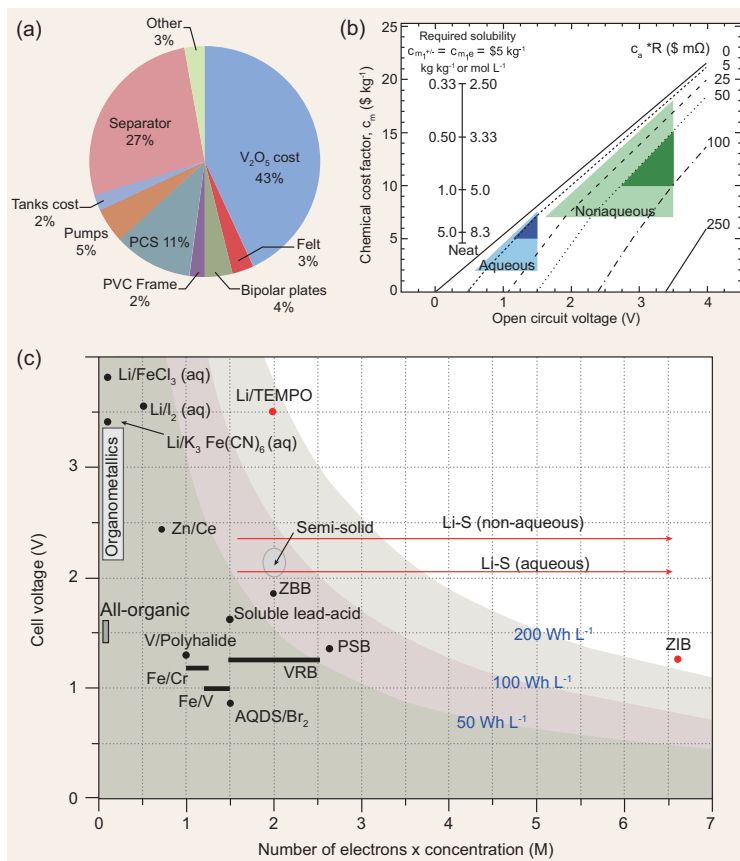 (a)
Other
3%
Separator
27%
V₂O₅ cost
43%
Tanks cost
2%
Pumps
5%
PCS 11%
PVC Frame
2%
Felt
3%
Bipolar plates
4%
(b)
Chemical cost factor, cₘ ($ kg⁻¹)
25
20
15
10
5
0
Required solubility
c_m₁⁺/⁻ = c_m₁e = $5 kg⁻¹
kg kg⁻¹ or mol L⁻¹
0.33 2.50
0.50 3.33
1.0 5.0
5.0 8.3
Neat
cₐ *R ($ mΩ)
0
5
25
50
100
250
Nonaqueous
Aqueous
0 1 2 3 4
Open circuit voltage (V)
(c)
Cell voltage (V)
3
2
1
0
Li/FeCl₃ (aq)
Li/I₂ (aq)
Li/K₃ Fe(CN)₆ (aq)
Li/TEMPO
Organometallics
Zn/Ce
Semi-solid
Li-S (non-aqueous)
Li-S (aqueous)
ZBB
All-organic
Soluble lead-acid
V/Polyhalide
PSB
ZIB
Fe/Cr
VRB
Fe/V
AQDS/Br₂
200 Wh L⁻¹
100 Wh L⁻¹
50 Wh L⁻¹
0 1 2 3 4 5 6 7
Number of electrons x concentration (M)